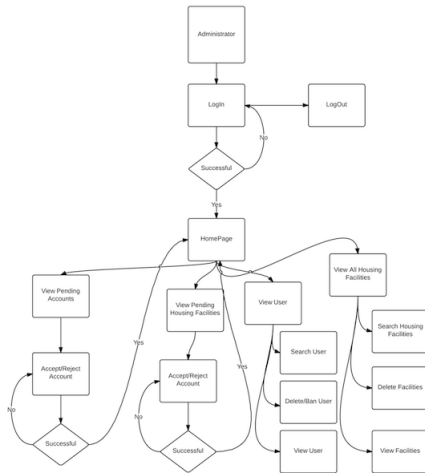 Administrator
LogIn
LogOut
No
Successful
Yes
HomePage
View Pending
Accounts
View Pending
Housing Facilities
View User
View All Housing
Facilities
Search Housing
Facilities
Search User
Yes
Yes
Accept/Reject
Account
Accept/Reject
Account
Delete Facilities
Delete/Ban User
No
No
Successful
Successful
View User
View Facilities